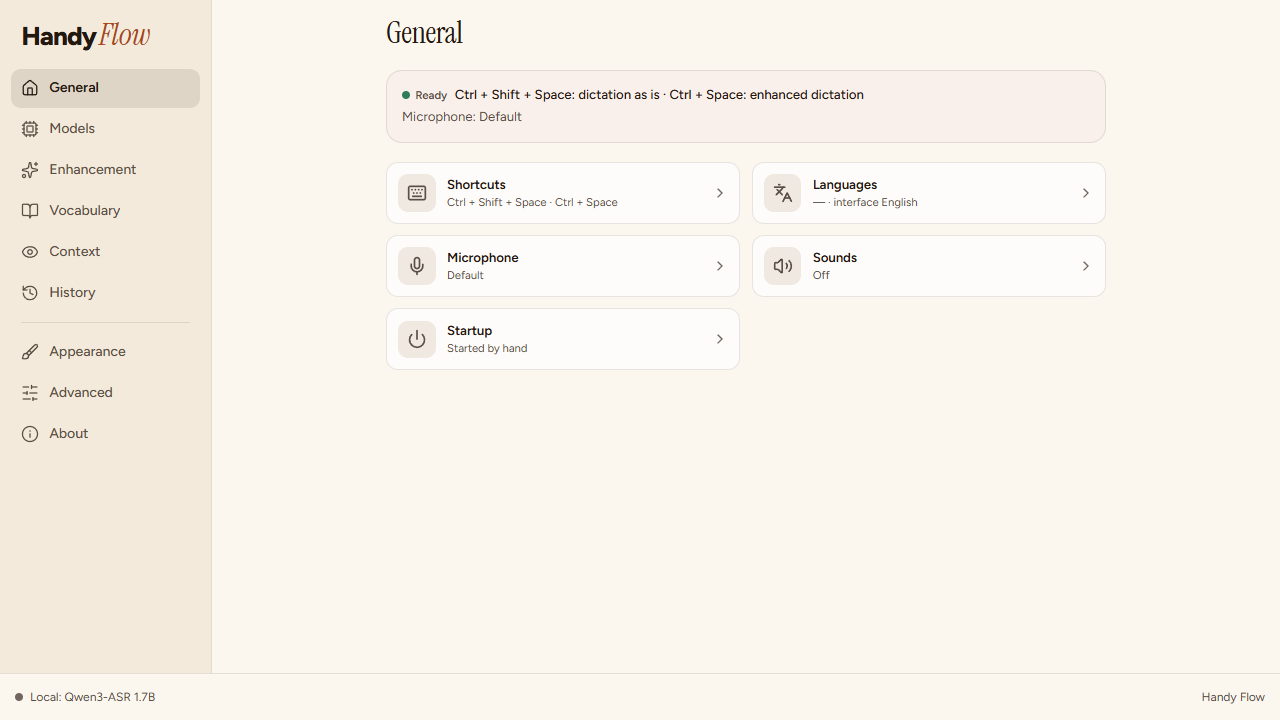 Handy Flow
General
Models
Enhancement
Vocabulary
Context
History
Appearance
Advanced
About
General
Ready Ctrl + Shift + Space: dictation as is · Ctrl + Space: enhanced dictation
Microphone: Default
Shortcuts
Ctrl + Shift + Space · Ctrl + Space
Languages
— · interface English
Microphone
Default
Sounds
Off
Startup
Started by hand
Local: Qwen3-ASR 1.7B
Handy Flow